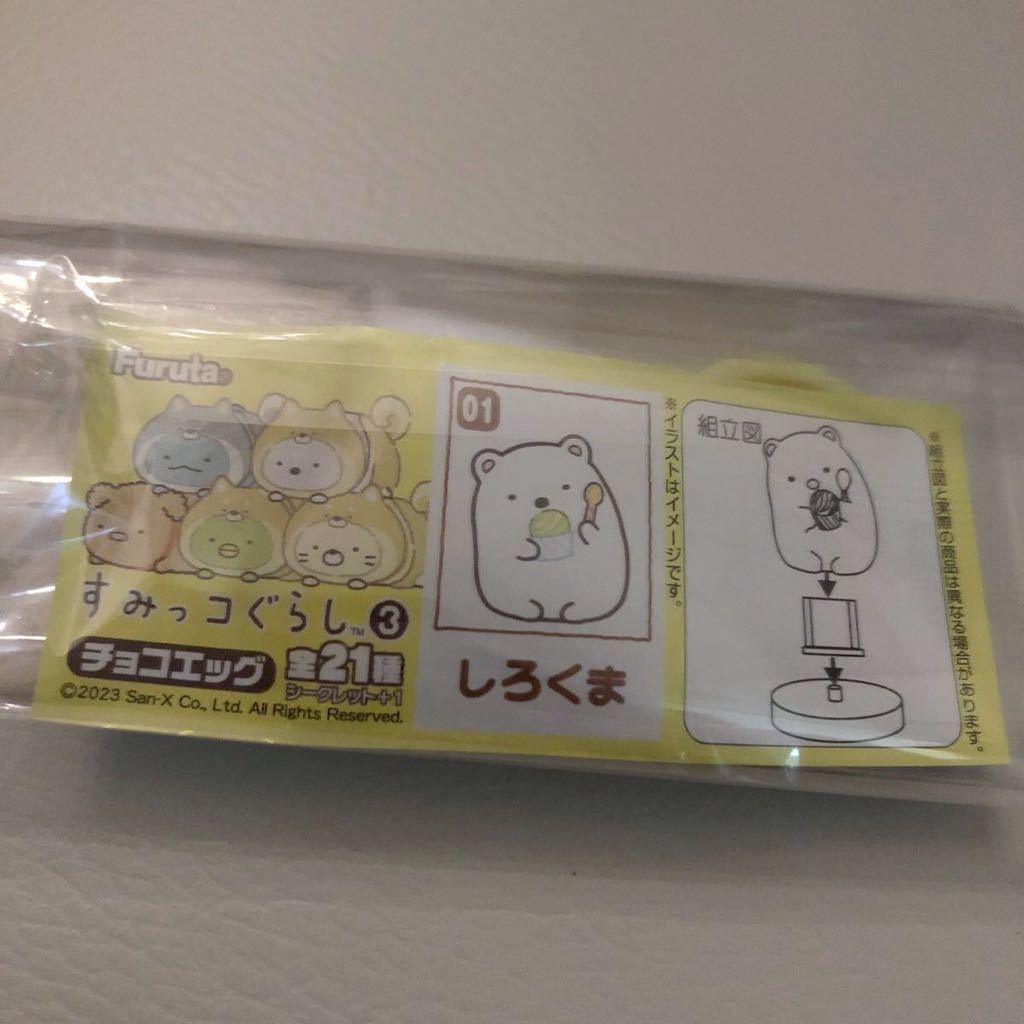 Furuta
すみっコぐらし™3
チョコエッグ
全21種
シークレット+1
©2023 San-X Co., Ltd. All Rights Reserved.
01
しろくま
※イラストはイメージです。
組立図
※組立図と実際の商品は異なる場合があります。